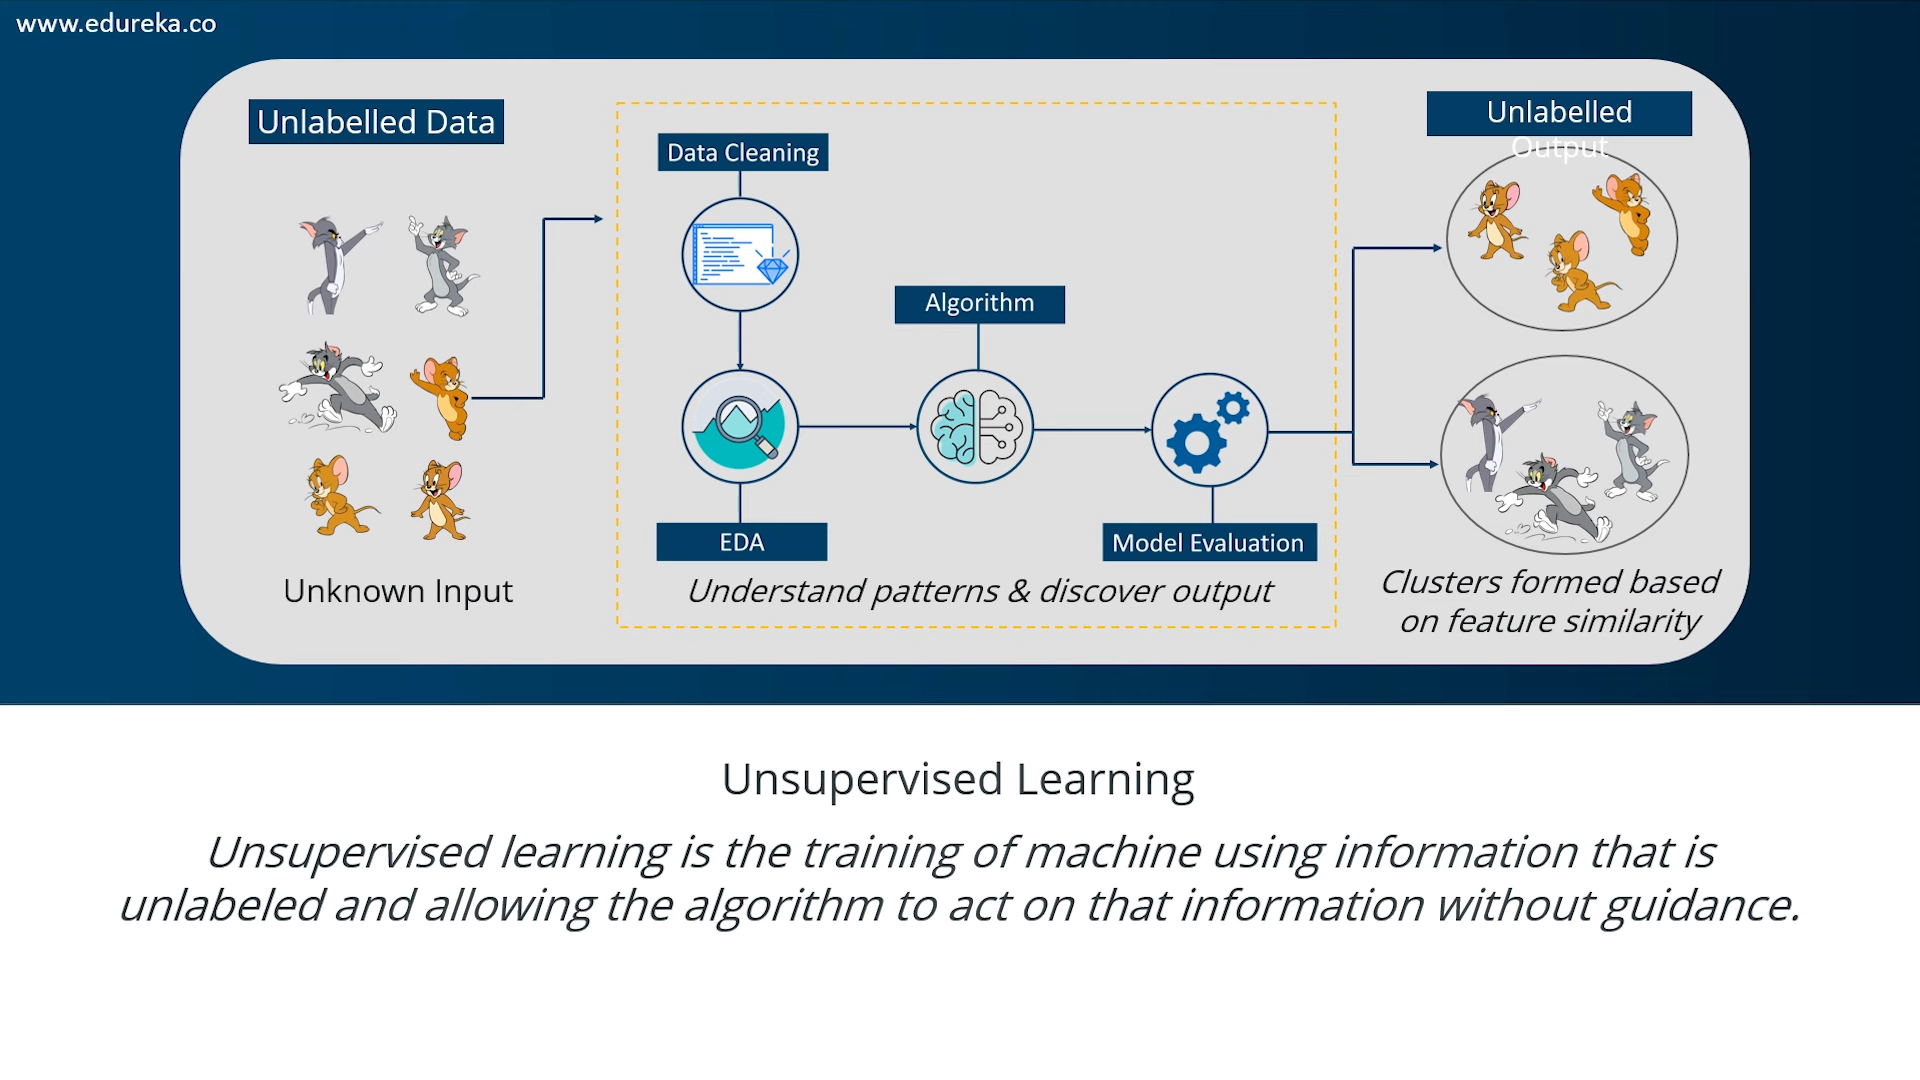 www.edureka.co
Unlabelled Data
Unknown Input
Data Cleaning
EDA
Algorithm
Model Evaluation
Understand patterns & discover output
Unlabelled
Output
Clusters formed based
on feature similarity
Unsupervised Learning
Unsupervised learning is the training of machine using information that is
unlabeled and allowing the algorithm to act on that information without guidance.